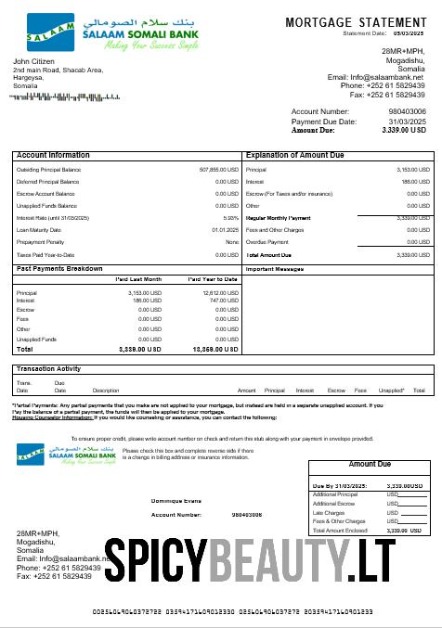 بنك سلام الصومالي
SALAAM SOMALI BANK
Making Your Success Simple
SALAAM
MORTGAGE STATEMENT
Statement Date: 05/03/2025
John Citizen
2nd main Road, Shacab Area,
Hargeysa,
Somalia
28MR+MPH,
Mogadishu,
Somalia
Email: Info@salaambank.net
Phone: +252 61 5829439
Fax: +252 61 5829439
Account Number: 980403006
Payment Due Date: 31/03/2025
Amount Due: 3.339.00 USD
Account Information
Outstanding Principal Balance 507,855.00 USD
Deferred Principal Balance 0.00 USD
Escrow Account Balance 0.00 USD
Unapplied Funds Balance 0.00 USD
Interest Rate (until 31/03/2025) 5.93%
Loan Maturity Date 01.01.2025
Prepayment Penalty None
Taxes Paid Year-to-Date 0.00 USD
Explanation of Amount Due
Principal 3,153.00 USD
Interest 186.00 USD
Escrow (For Taxes and/or Insurance) 0.00 USD
Other 0.00 USD
Regular Monthly Payment 3,339.00 USD
Fees and Other Charges 0.00 USD
Overdue Payment 0.00 USD
Total Amount Due 3,339.00 USD
Past Payments Breakdown
Paid Last Month Paid Year to Date
Principal 3,153.00 USD 12,612.00 USD
Interest 186.00 USD 747.00 USD
Escrow 0.00 USD 0.00 USD
Fees 0.00 USD 0.00 USD
Other 0.00 USD 0.00 USD
Unapplied Funds 0.00 USD 0.00 USD
Total 3,339.00 USD 13,359.00 USD
Important Messages
Transaction Activity
Trans. Date Due Date Description Amount Principal Interest Escrow Fees Unapplied* Total
*Partial Payments: Any partial payments that you make are not applied to your mortgage, but instead are held in a separate unapplied account. If you
Pay the balance of a partial payment, the funds will then be applied to your mortgage.
Housing Counselor Information: If you would like counseling or assistance, you can contact the following:
To ensure proper credit, please write account number on check and return this stub along with your payment in envelope provided.
بنك سلام الصومالي
SALAAM SOMALI BANK
Making Your Success Simple
SALAAM
Please check this box and complete reverse side if there
is a change in billing address or insurance information.
Dominique Evans
Account Number: 980403006
Amount Due
Due By 31/03/2025: 3,339.00USD
Additional Principal USD
Additional Escrow USD
Late Charges USD
Fees & Other Charges USD
Total Amount Enclosed 3,339.00 USD
28MR+MPH,
Mogadishu,
Somalia
Email: Info@salaambank.net
Phone: +252 61 5829439
Fax: +252 61 5829439
SPICYBEAUTY.LT